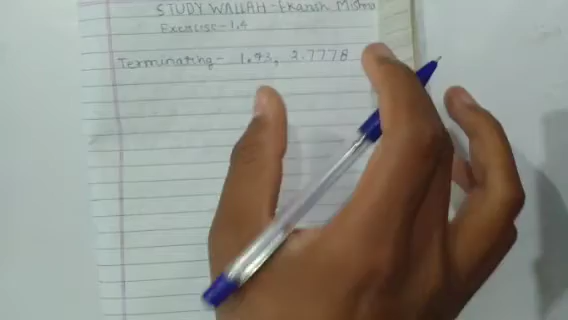 STUDY WALLAH - Ekansh Mishra
Exercise - 1.4
Terminating - 1.93, 2.7778